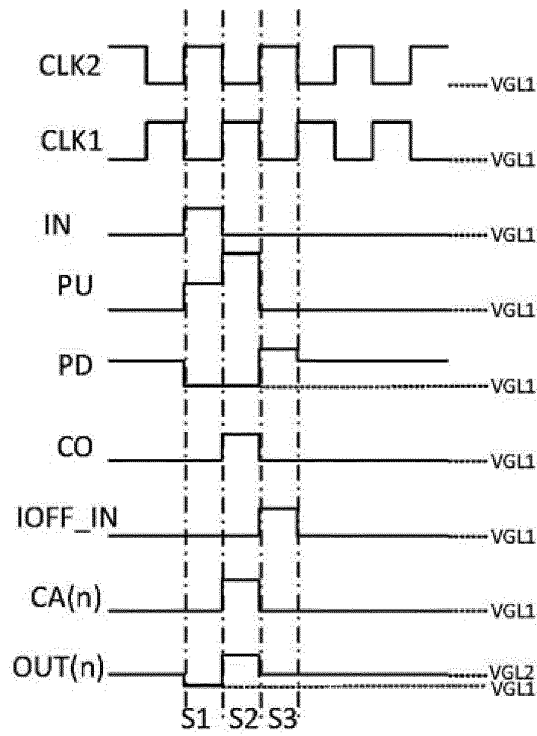 CLK2 VGL1
CLK1 VGL1
IN VGL1
PU VGL1
PD VGL1
CO VGL1
IOFF_IN VGL1
CA(n) VGL1
OUT(n) VGL2
VGL1
S1 S2 S3